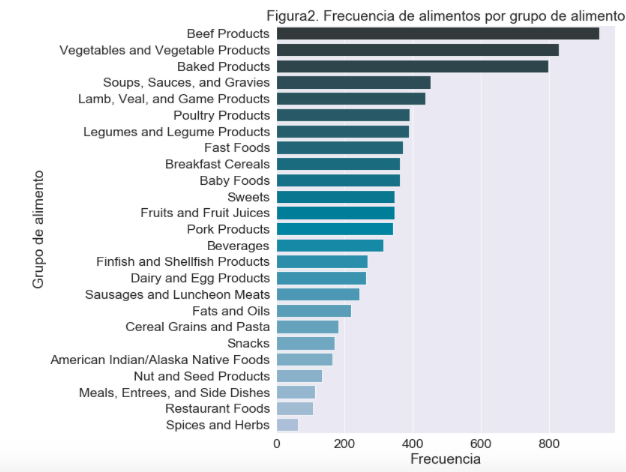 Figura2. Frecuencia de alimentos por grupo de alimento
Beef Products
Vegetables and Vegetable Products
Baked Products
Soups, Sauces, and Gravies
Lamb, Veal, and Game Products
Poultry Products
Legumes and Legume Products
Fast Foods
Breakfast Cereals
Baby Foods
Sweets
Fruits and Fruit Juices
Pork Products
Beverages
Finfish and Shellfish Products
Dairy and Egg Products
Sausages and Luncheon Meats
Fats and Oils
Cereal Grains and Pasta
Snacks
American Indian/Alaska Native Foods
Nut and Seed Products
Meals, Entrees, and Side Dishes
Restaurant Foods
Spices and Herbs
Grupo de alimento
0 200 400 600 800
Frecuencia